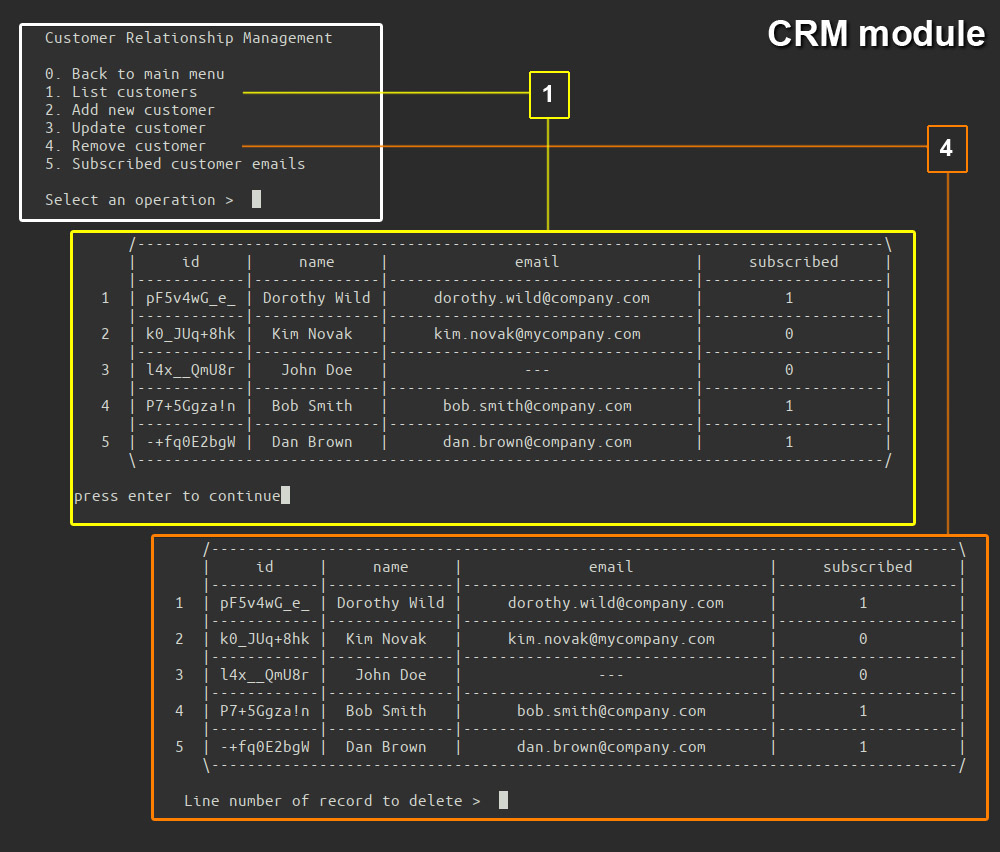 CRM module
Customer Relationship Management
0. Back to main menu
1. List customers
2. Add new customer
3. Update customer
4. Remove customer
5. Subscribed customer emails
Select an operation >
1
4
/-----------------------------------------------------------------------------------\
| id | name | email | subscribed |
|------------|--------------|----------------------------------|--------------------|
1 | pF5v4wG_e_ | Dorothy Wild | dorothy.wild@company.com | 1 |
|------------|--------------|----------------------------------|--------------------|
2 | k0_JUq+8hk | Kim Novak | kim.novak@mycompany.com | 0 |
|------------|--------------|----------------------------------|--------------------|
3 | l4x__QmU8r | John Doe | --- | 0 |
|------------|--------------|----------------------------------|--------------------|
4 | P7+5Ggza!n | Bob Smith | bob.smith@company.com | 1 |
|------------|--------------|----------------------------------|--------------------|
5 | -+fq0E2bgW | Dan Brown | dan.brown@company.com | 1 |
\-----------------------------------------------------------------------------------/
press enter to continue
/-----------------------------------------------------------------------------------\
| id | name | email | subscribed |
|------------|--------------|----------------------------------|--------------------|
1 | pF5v4wG_e_ | Dorothy Wild | dorothy.wild@company.com | 1 |
|------------|--------------|----------------------------------|--------------------|
2 | k0_JUq+8hk | Kim Novak | kim.novak@mycompany.com | 0 |
|------------|--------------|----------------------------------|--------------------|
3 | l4x__QmU8r | John Doe | --- | 0 |
|------------|--------------|----------------------------------|--------------------|
4 | P7+5Ggza!n | Bob Smith | bob.smith@company.com | 1 |
|------------|--------------|----------------------------------|--------------------|
5 | -+fq0E2bgW | Dan Brown | dan.brown@company.com | 1 |
\-----------------------------------------------------------------------------------/
Line number of record to delete >